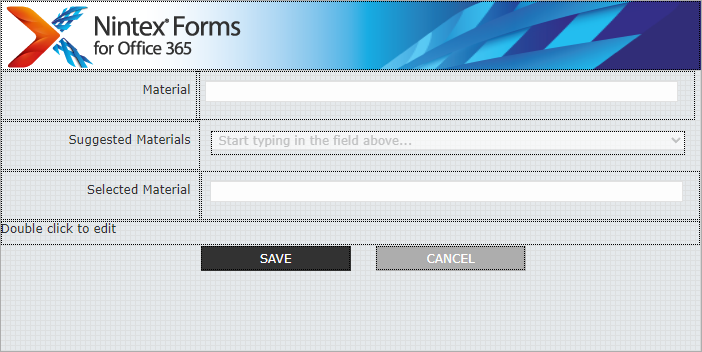 Nintex® Forms
for Office 365
Material
Suggested Materials
Start typing in the field above...
Selected Material
Double click to edit
SAVE CANCEL